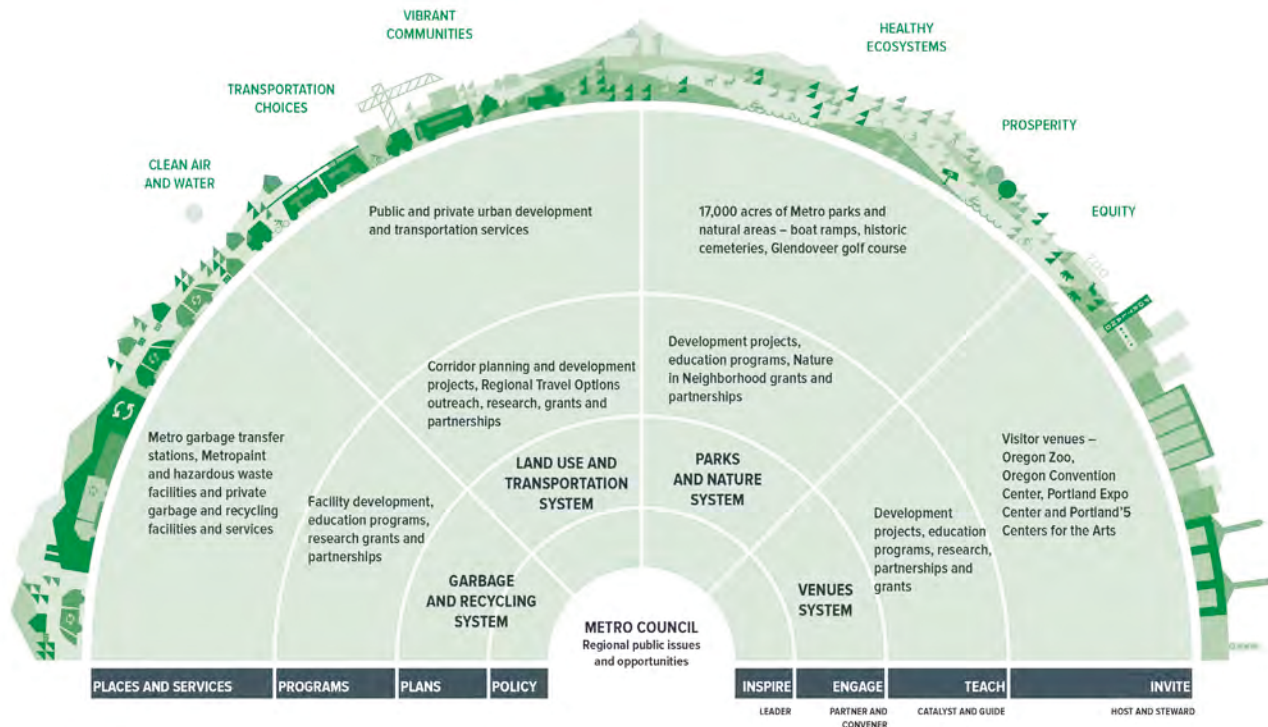 VIBRANT
COMMUNITIES
HEALTHY
ECOSYSTEMS
TRANSPORTATION
CHOICES
PROSPERITY
CLEAN AIR
AND WATER
EQUITY
ZOO
PORTLAND
Public and private urban development
and transportation services
17,000 acres of Metro parks and
natural areas – boat ramps, historic
cemeteries, Glendoveer golf course
Corridor planning and development
projects, Regional Travel Options
outreach, research, grants and
partnerships
Development projects,
education programs, Nature
in Neighborhood grants and
partnerships
Metro garbage transfer
stations, Metropaint
and hazardous waste
facilities and private
garbage and recycling
facilities and services
Facility development,
education programs,
research grants and
partnerships
LAND USE AND
TRANSPORTATION
SYSTEM
PARKS
AND NATURE
SYSTEM
Development
projects, education
programs, research,
partnerships and
grants
Visitor venues –
Oregon Zoo,
Oregon Convention
Center, Portland Expo
Center and Portland'5
Centers for the Arts
GARBAGE
AND RECYCLING
SYSTEM
VENUES
SYSTEM
METRO COUNCIL
Regional public issues
and opportunities
PLACES AND SERVICES
PROGRAMS
PLANS
POLICY
INSPIRE
ENGAGE
TEACH
INVITE
LEADER
PARTNER AND
CONVENER
CATALYST AND GUIDE
HOST AND STEWARD